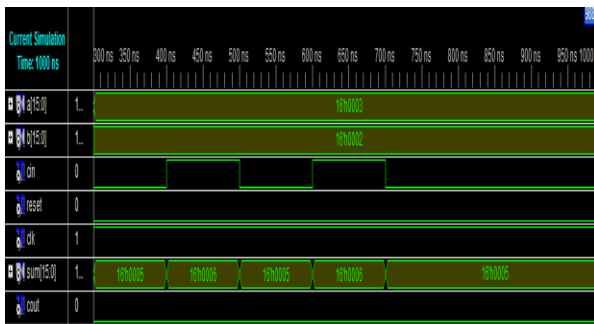 Current Simulation
Time: 1000 ns
300 ns 350 ns 400 ns 450 ns 500 ns 550 ns 600 ns 650 ns 700 ns 750 ns 800 ns 850 ns 900 ns 950 ns 1000
a[15:0] 1.. 16'h0003
b[15:0] 1.. 16'h0002
cin 0
reset 0
clk 1
sum[15:0] 1.. 16'h0005 16'h0006 16'h0005 16'h0006 16'h0005
cout 0